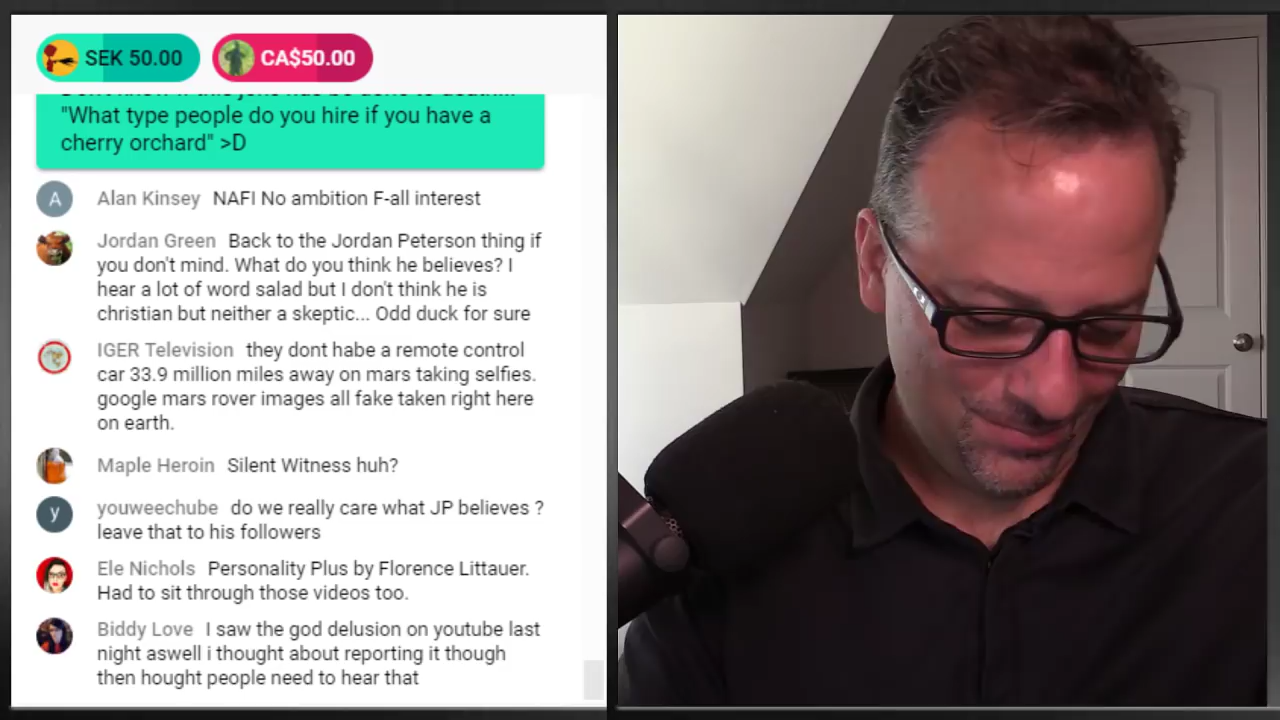 SEK 50.00 CA$50.00
"What type people do you hire if you have a
cherry orchard" >D
A Alan Kinsey NAFI No ambition F-all interest
Jordan Green Back to the Jordan Peterson thing if
you don't mind. What do you think he believes? I
hear a lot of word salad but I don't think he is
christian but neither a skeptic... Odd duck for sure
IGER Television they dont habe a remote control
car 33.9 million miles away on mars taking selfies.
google mars rover images all fake taken right here
on earth.
Maple Heroin Silent Witness huh?
y youweechube do we really care what JP believes ?
leave that to his followers
Ele Nichols Personality Plus by Florence Littauer.
Had to sit through those videos too.
Biddy Love I saw the god delusion on youtube last
night aswell i thought about reporting it though
then hought people need to hear that